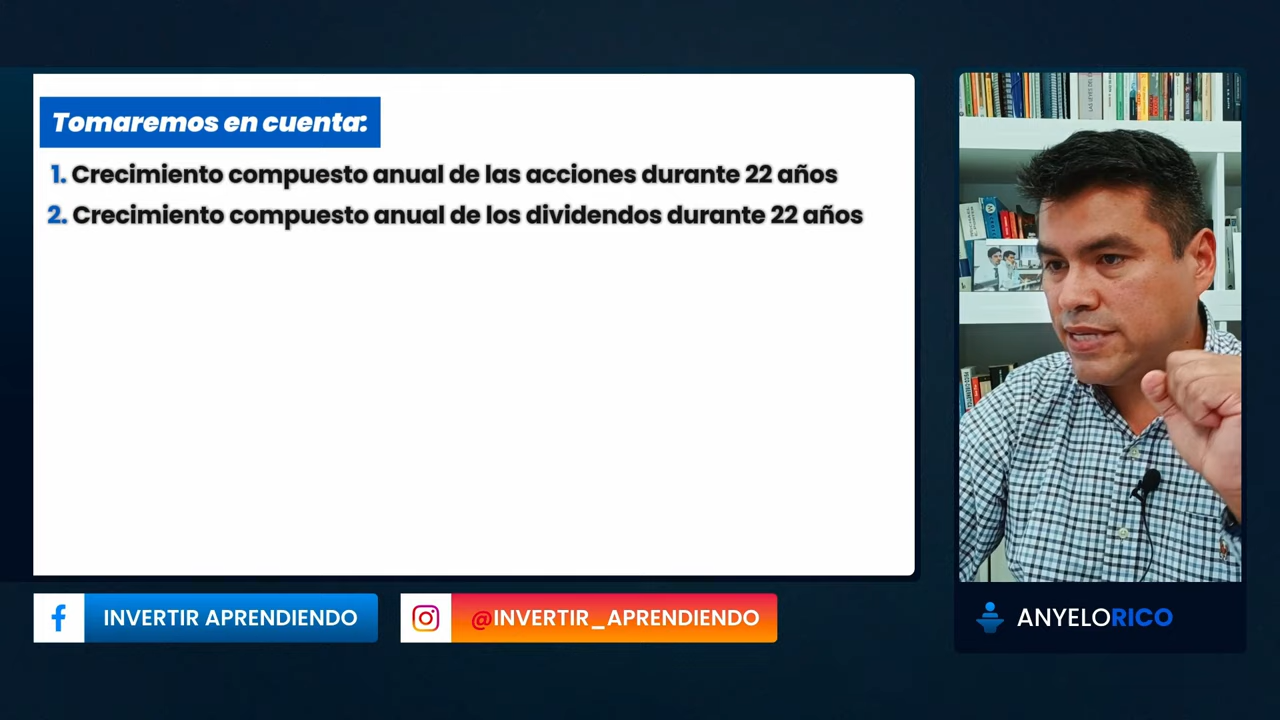 Tomaremos en cuenta:
1. Crecimiento compuesto anual de las acciones durante 22 años
2. Crecimiento compuesto anual de los dividendos durante 22 años
INVERTIR APRENDIENDO
@INVERTIR_APRENDIENDO
ANYELORICO